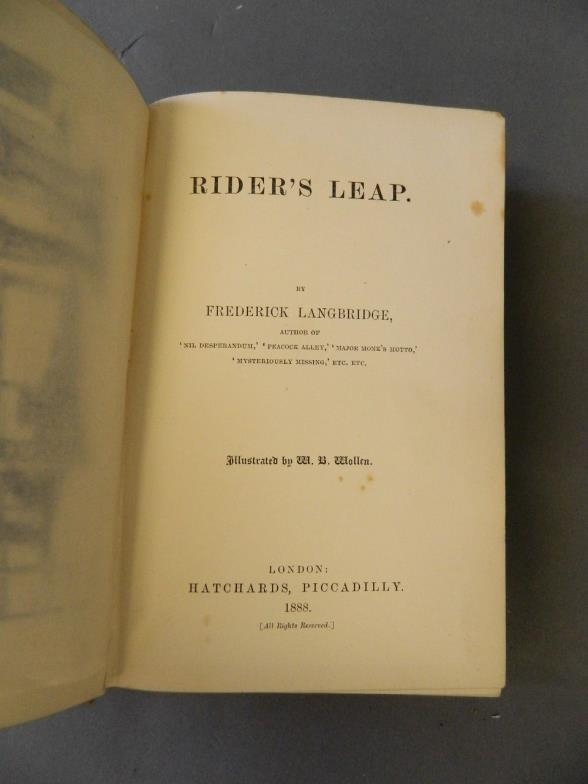 RIDER'S LEAP.
BY
FREDERICK LANGBRIDGE,
AUTHOR OF
'NIL DESPERANDUM,' 'PEACOCK ALLEY,' 'MAJOR MONK'S MOTTO,'
'MYSTERIOUSLY MISSING,' ETC. ETC.
Illustrated by W. B. Wollen.
LONDON:
HATCHARDS, PICCADILLY.
1888.
[All Rights Reserved.]